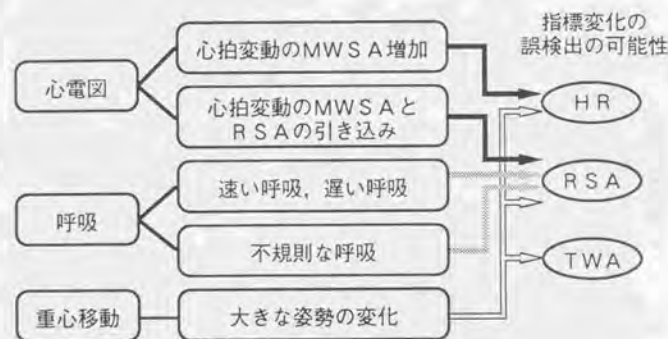 指標変化の
誤検出の可能性
心電図
心拍変動のＭＷＳＡ増加
心拍変動のＭＷＳＡと
ＲＳＡの引き込み
呼吸
速い呼吸，遅い呼吸
不規則な呼吸
重心移動
大きな姿勢の変化
ＨＲ
ＲＳＡ
ＴＷＡ